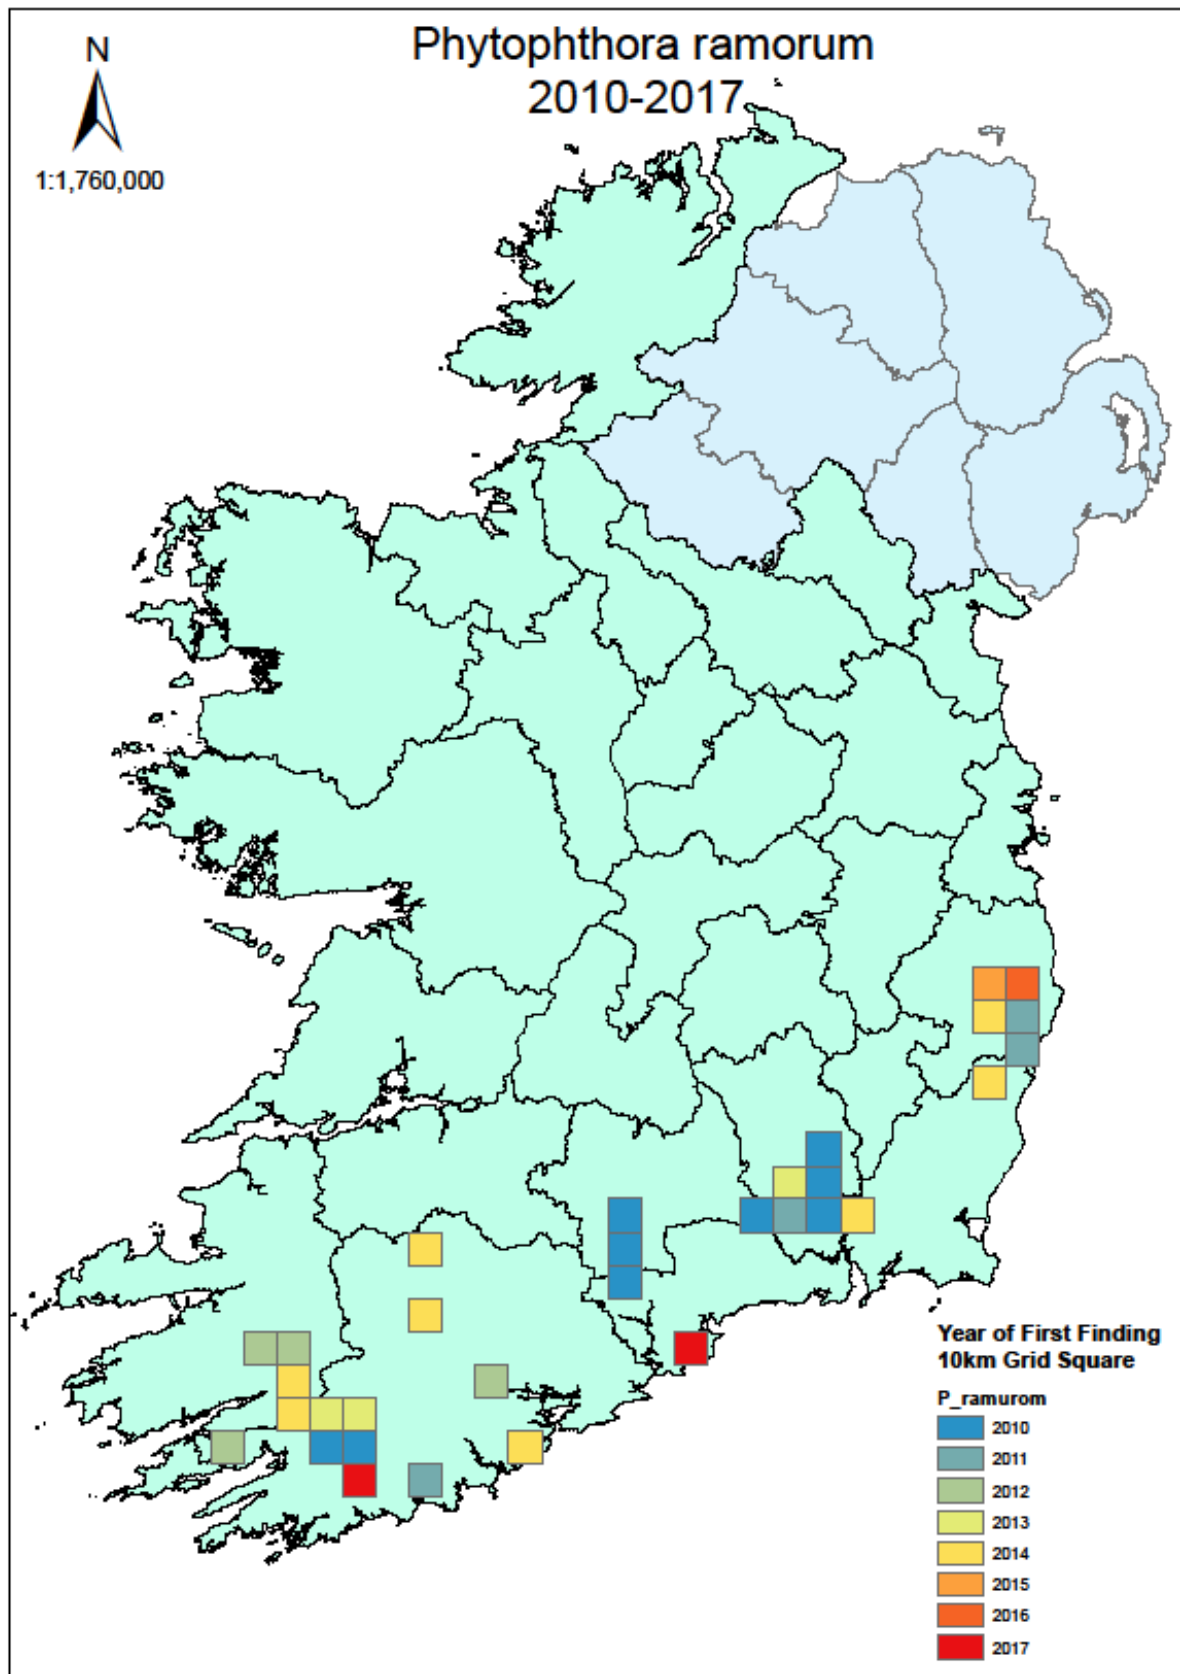 Phytophthora ramorum
2010-2017
N
1:1,760,000
Year of First Finding
10km Grid Square
P_ramurom
2010
2011
2012
2013
2014
2015
2016
2017